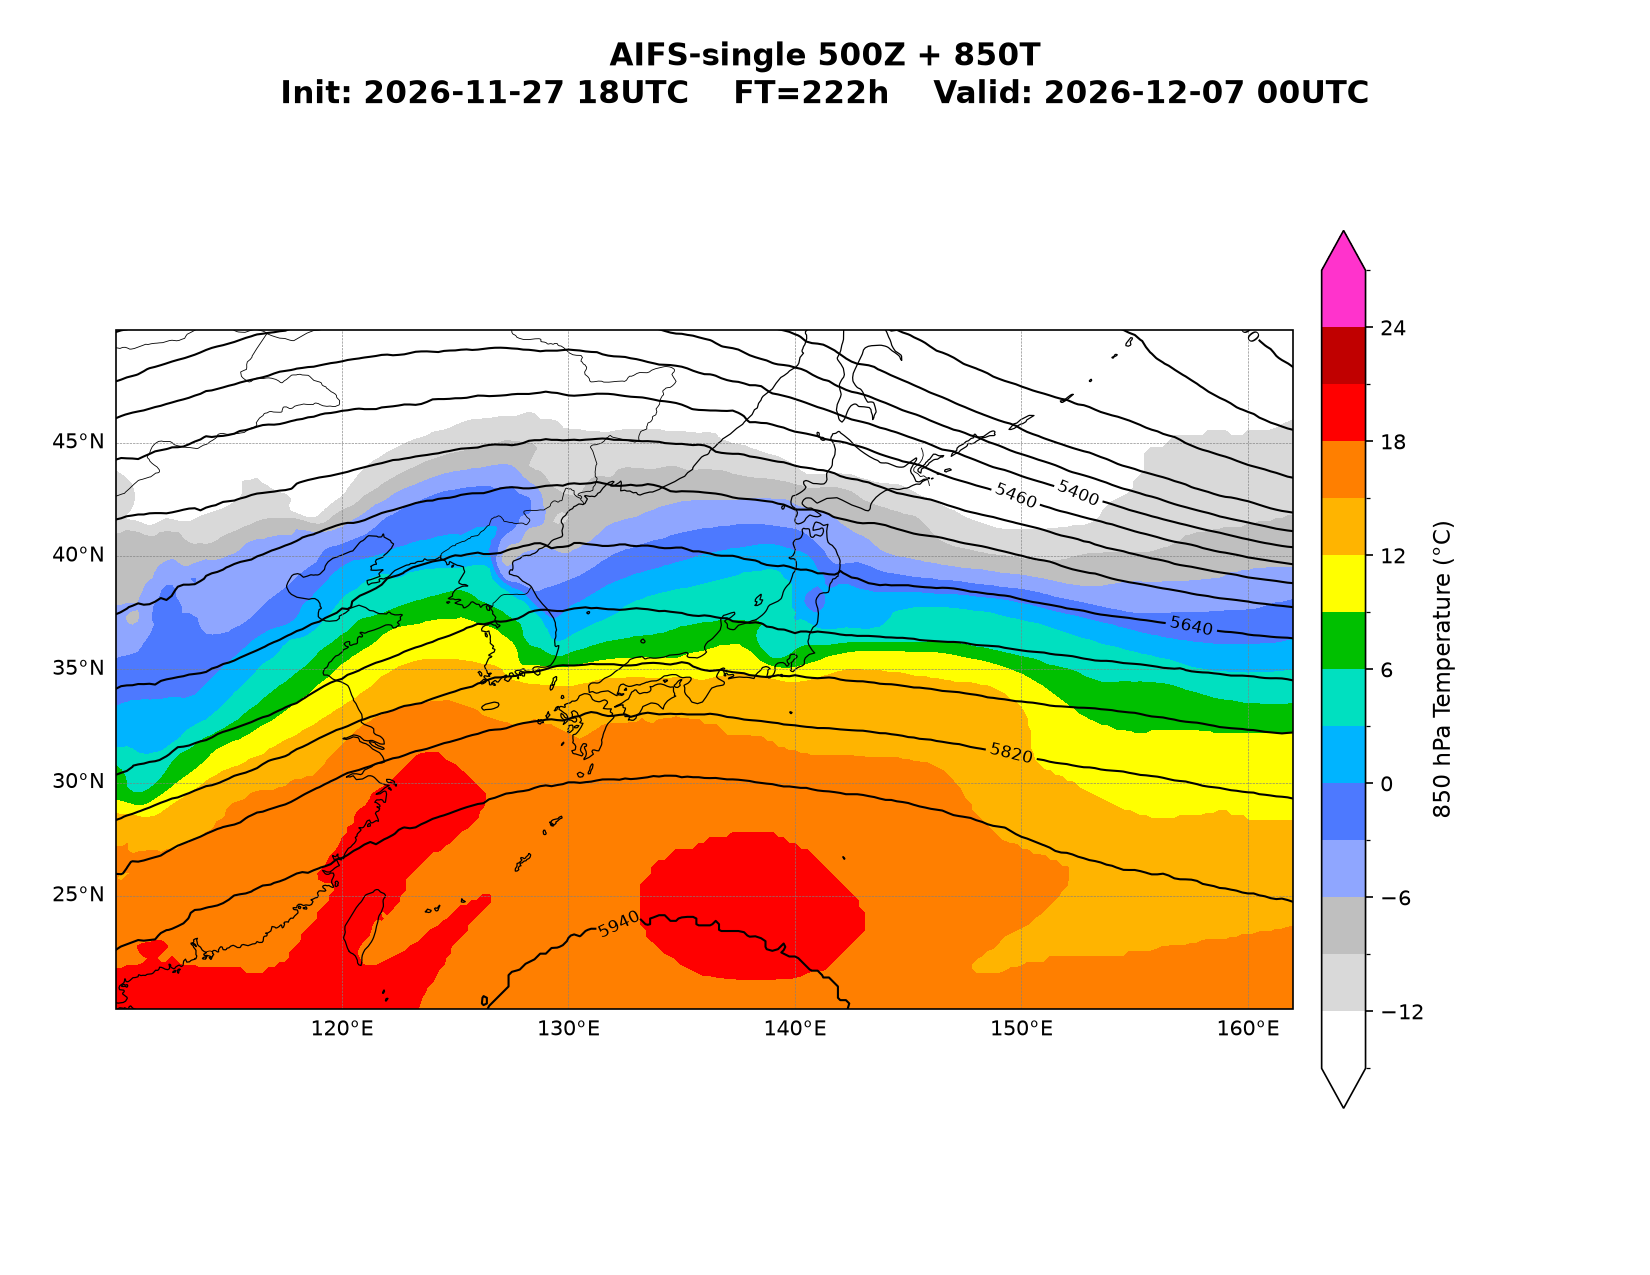 AIFS-single 500Z + 850T
Init: 2026-11-27 18UTC    FT=222h    Valid: 2026-12-07 00UTC
24
18
12
6
0
−6
−12
850 hPa Temperature (°C)
45°N
40°N
35°N
30°N
25°N
5460
5400
5640
5820
5940
120°E
130°E
140°E
150°E
160°E